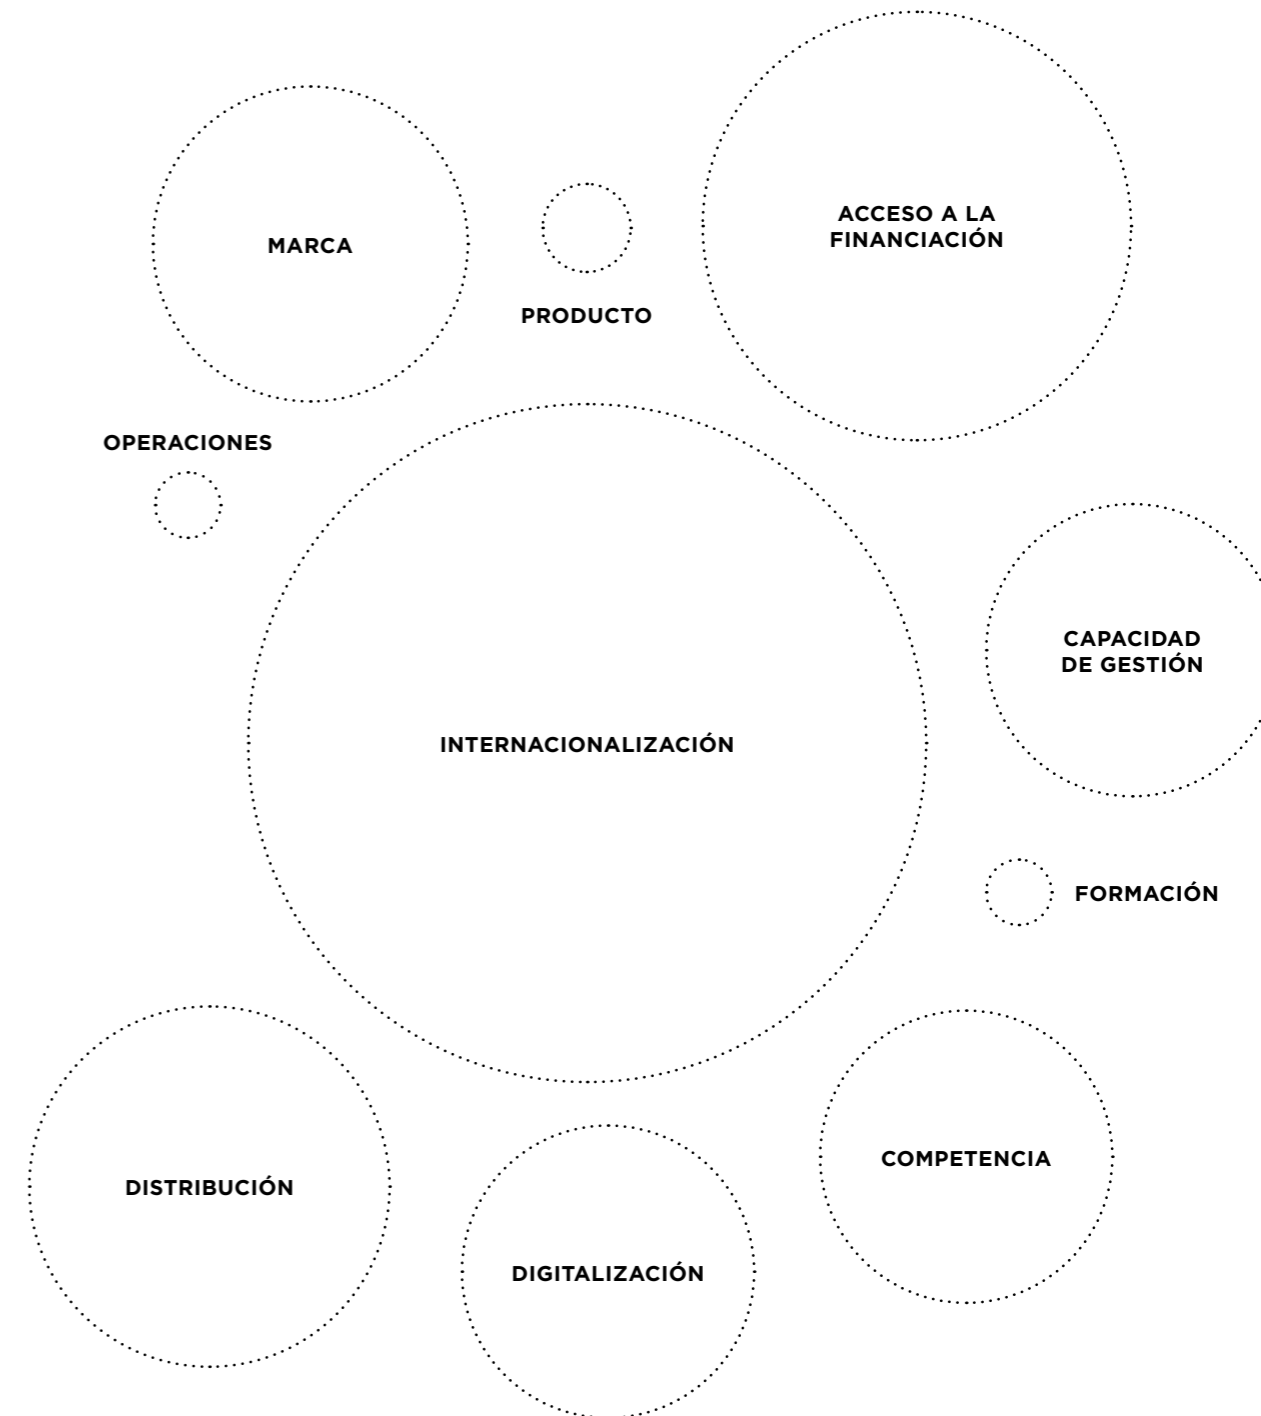 MARCA
PRODUCTO
ACCESO A LA
FINANCIACIÓN
OPERACIONES
INTERNACIONALIZACIÓN
CAPACIDAD
DE GESTIÓN
FORMACIÓN
DISTRIBUCIÓN
DIGITALIZACIÓN
COMPETENCIA